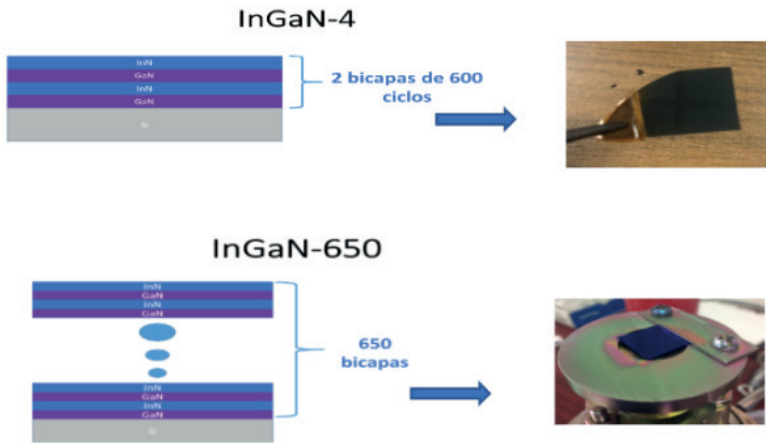 InGaN-4
InN
GaN
InN
GaN
Si
2 bicapas de 600
ciclos
InGaN-650
InN
GaN
InN
GaN
650
bicapas
InN
GaN
InN
GaN
Si